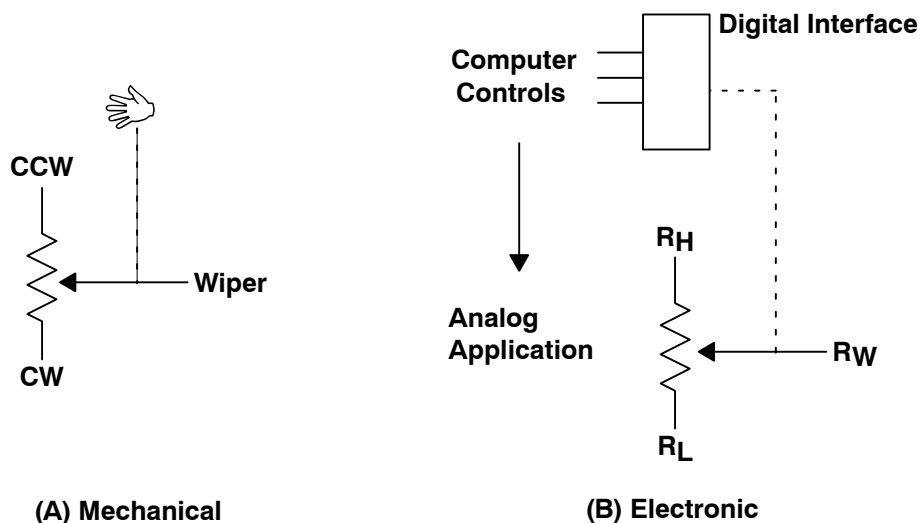 CCW
Wiper
CW
(A) Mechanical
Digital Interface
Computer
Controls
RH
Analog
Application
RW
RL
(B) Electronic